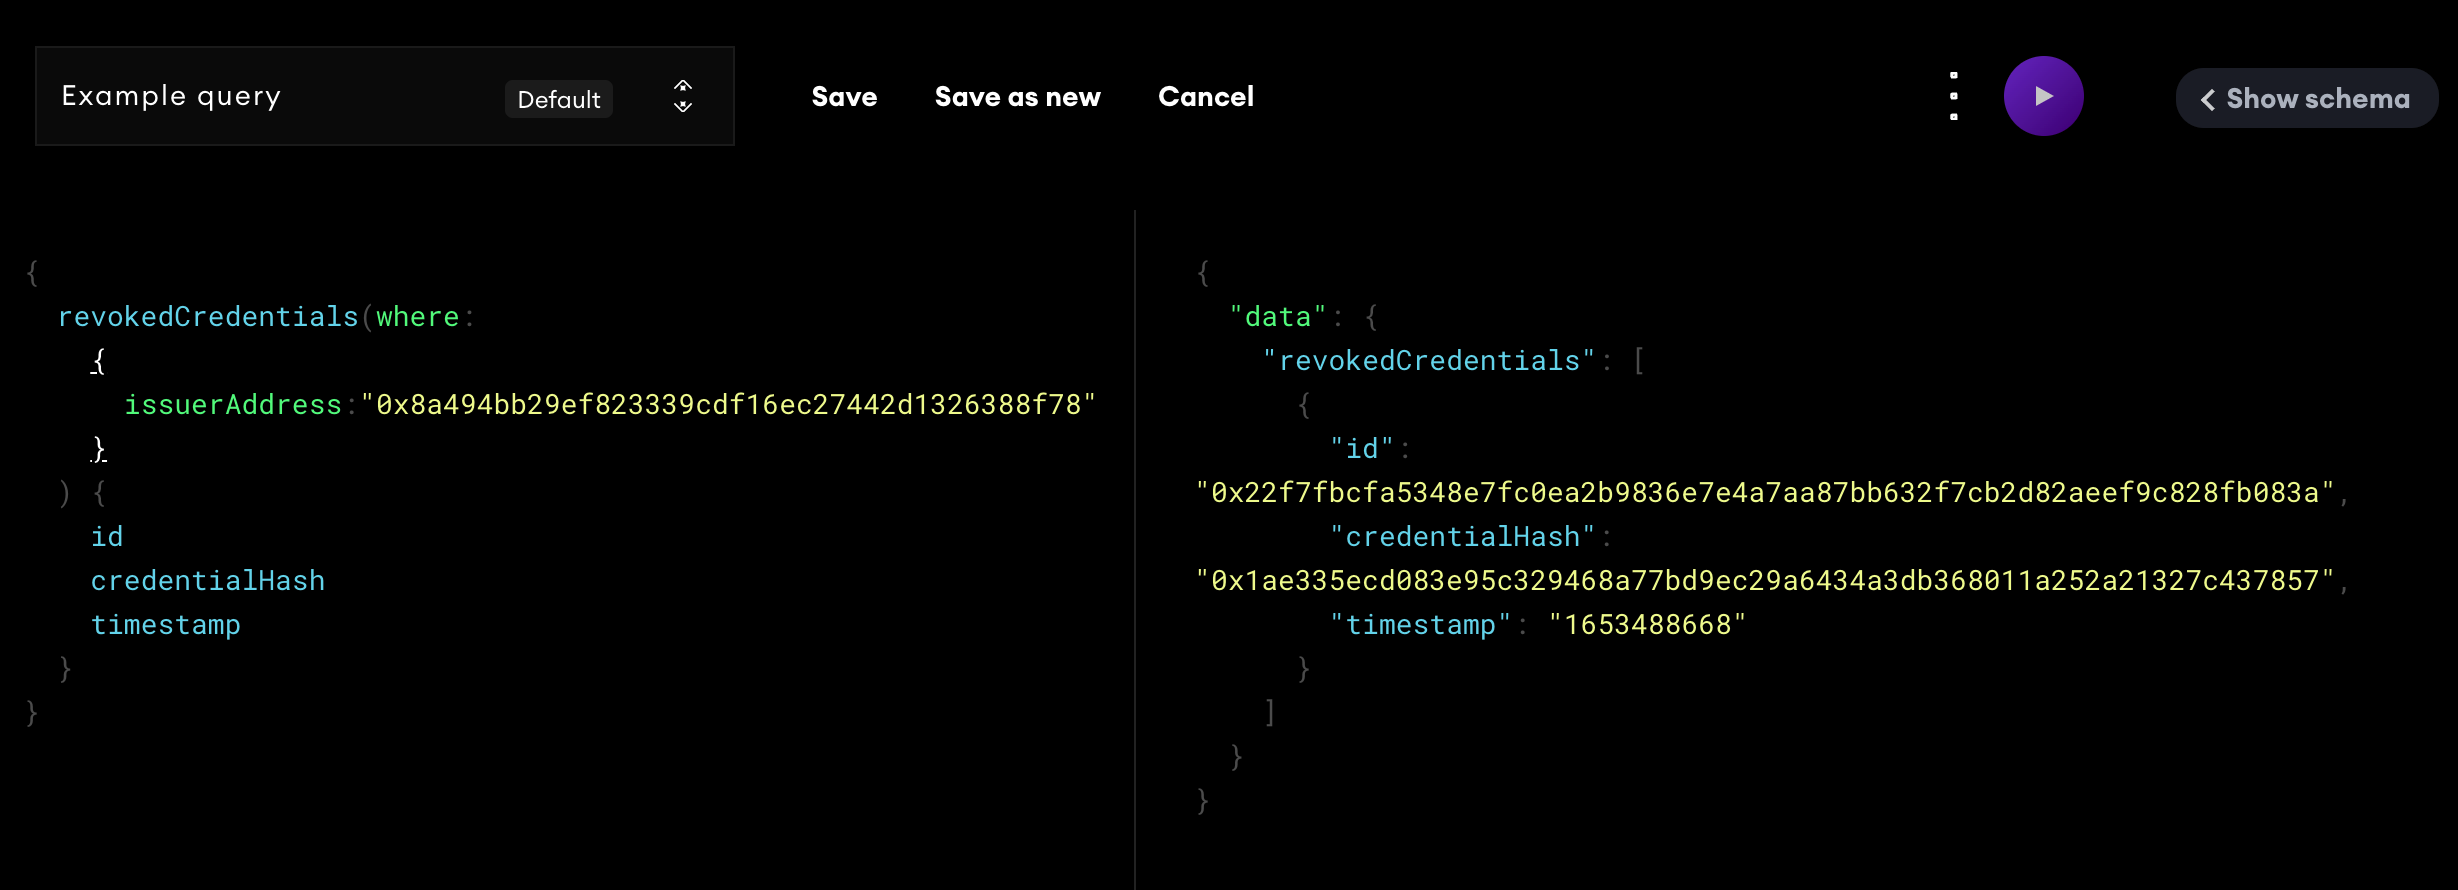 Example query Default Save Save as new Cancel Show schema
{
revokedCredentials(where:
{
issuerAddress:"0x8a494bb29ef823339cdf16ec27442d1326388f78"
}
) {
id
credentialHash
timestamp
}
}
{
"data": {
"revokedCredentials": [
{
"id":
"0x22f7fbcfa5348e7fc0ea2b9836e7e4a7aa87bb632f7cb2d82aeef9c828fb083a",
"credentialHash":
"0x1ae335ecd083e95c329468a77bd9ec29a6434a3db368011a252a21327c437857",
"timestamp": "1653488668"
}
]
}
}